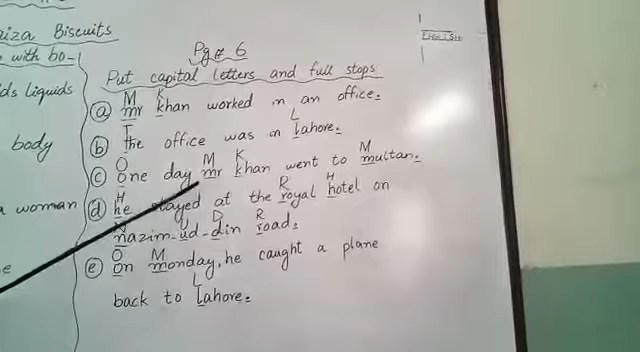 iza Biscuits
with bo-
ds liquids
body
woman
ENGLISH
Pg# 6
Put capital letters and full stops
M K
(a) mr khan worked in an office.
T L
(b) the office was in lahore.
O M K M
(c) one day mr khan went to multan.
H R H
(d) he stayed at the royal hotel on
N U D R
nazim-ud-din road.
O M
(e) on monday, he caught a plane
L
back to lahore.